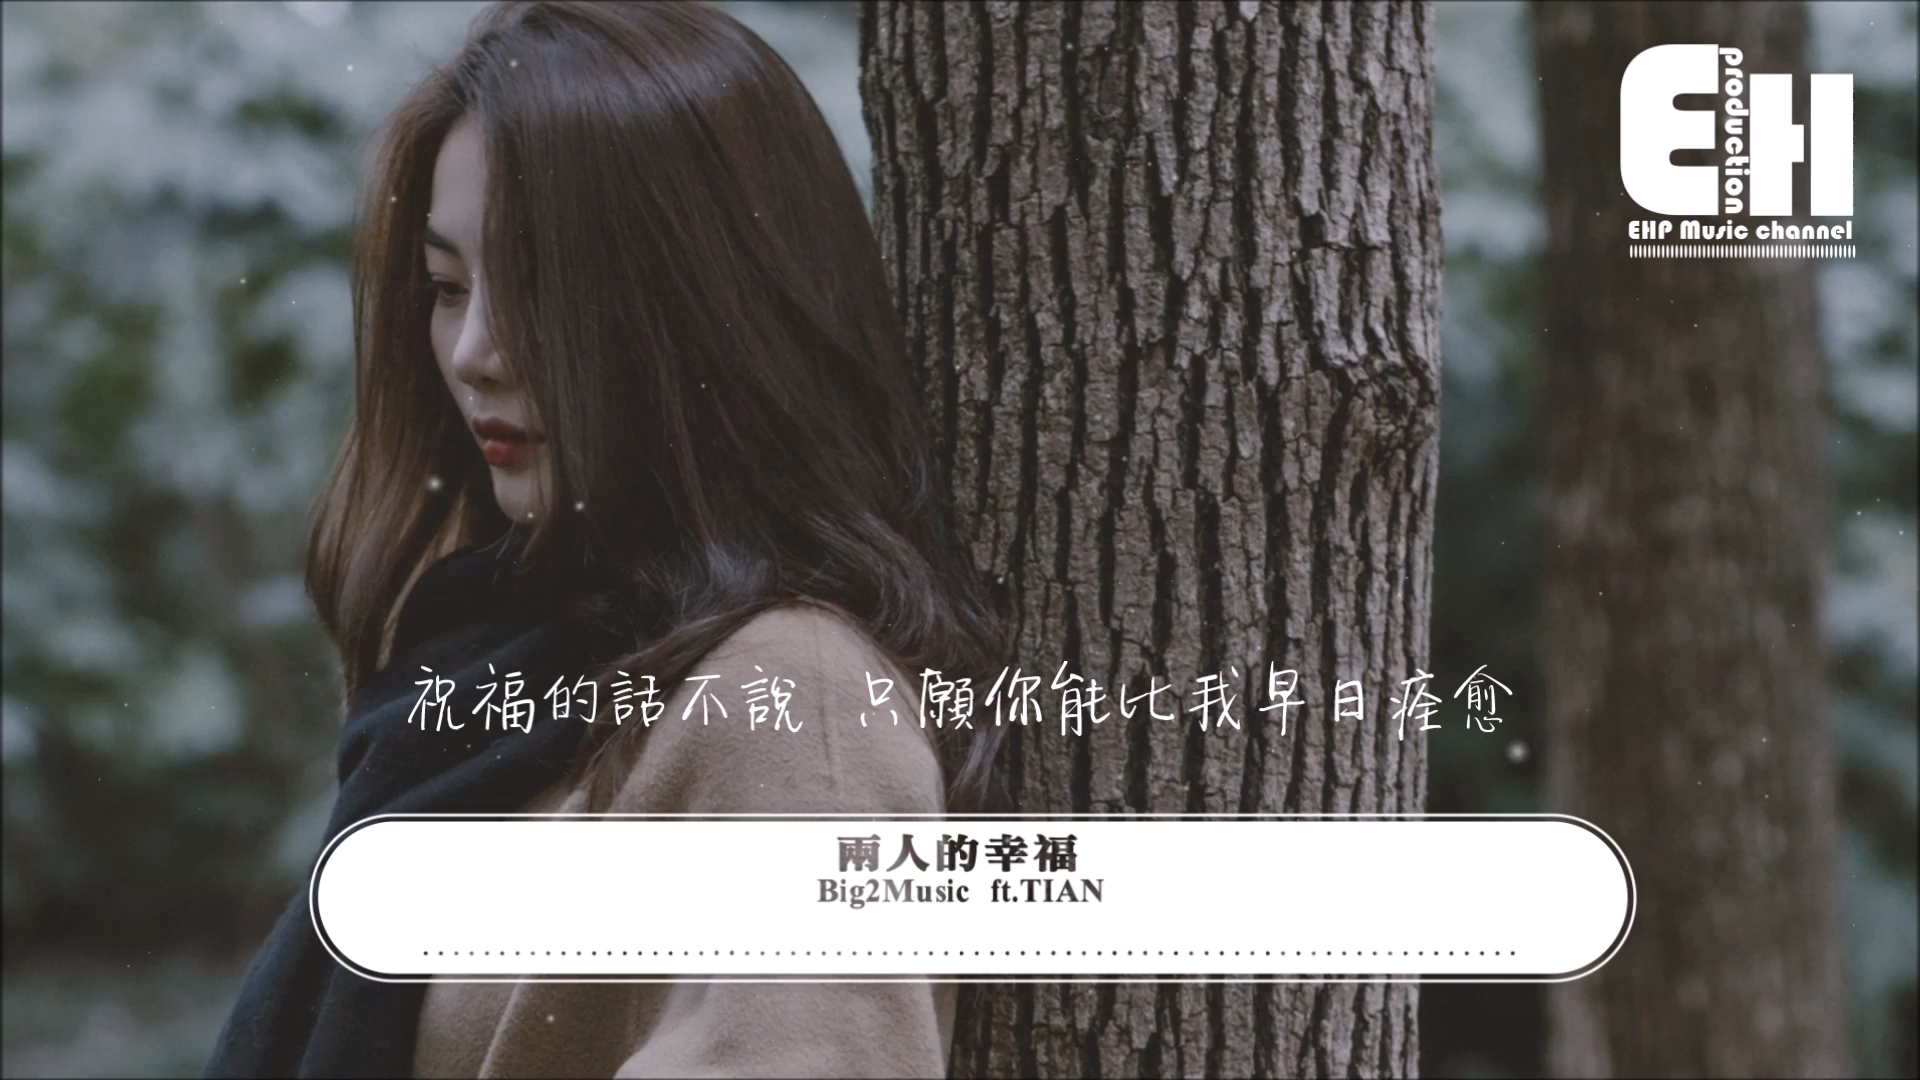 EH
production
EHP Music channel
祝福的話不說 只願你能比我早日痊愈
兩人的幸福
Big2Music ft.TIAN